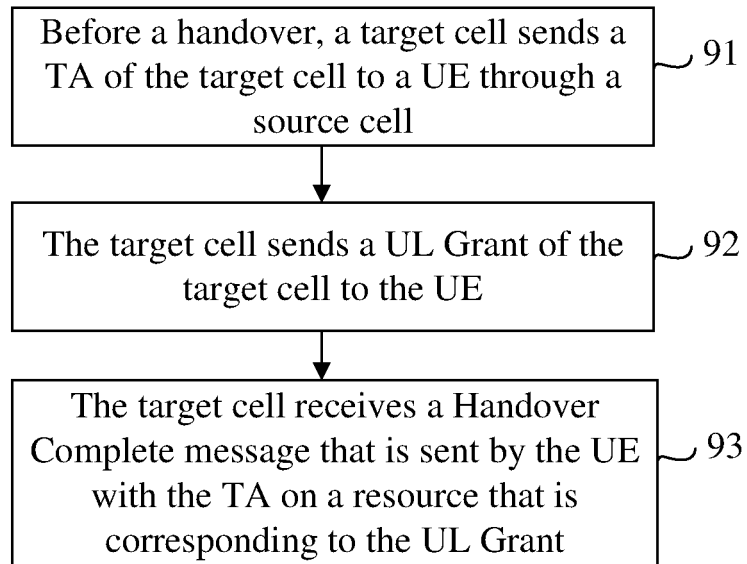 Before a handover, a target cell sends a
TA of the target cell to a UE through a
source cell
91
The target cell sends a UL Grant of the
target cell to the UE
92
The target cell receives a Handover
Complete message that is sent by the UE
with the TA on a resource that is
corresponding to the UL Grant
93